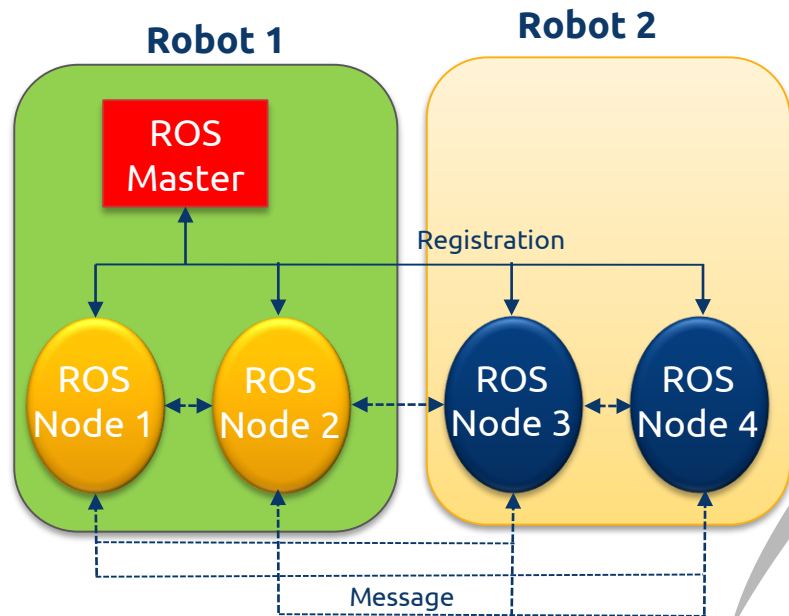 Robot 1
Robot 2
ROS
Master
Registration
ROS
Node 1
ROS
Node 2
ROS
Node 3
ROS
Node 4
Message